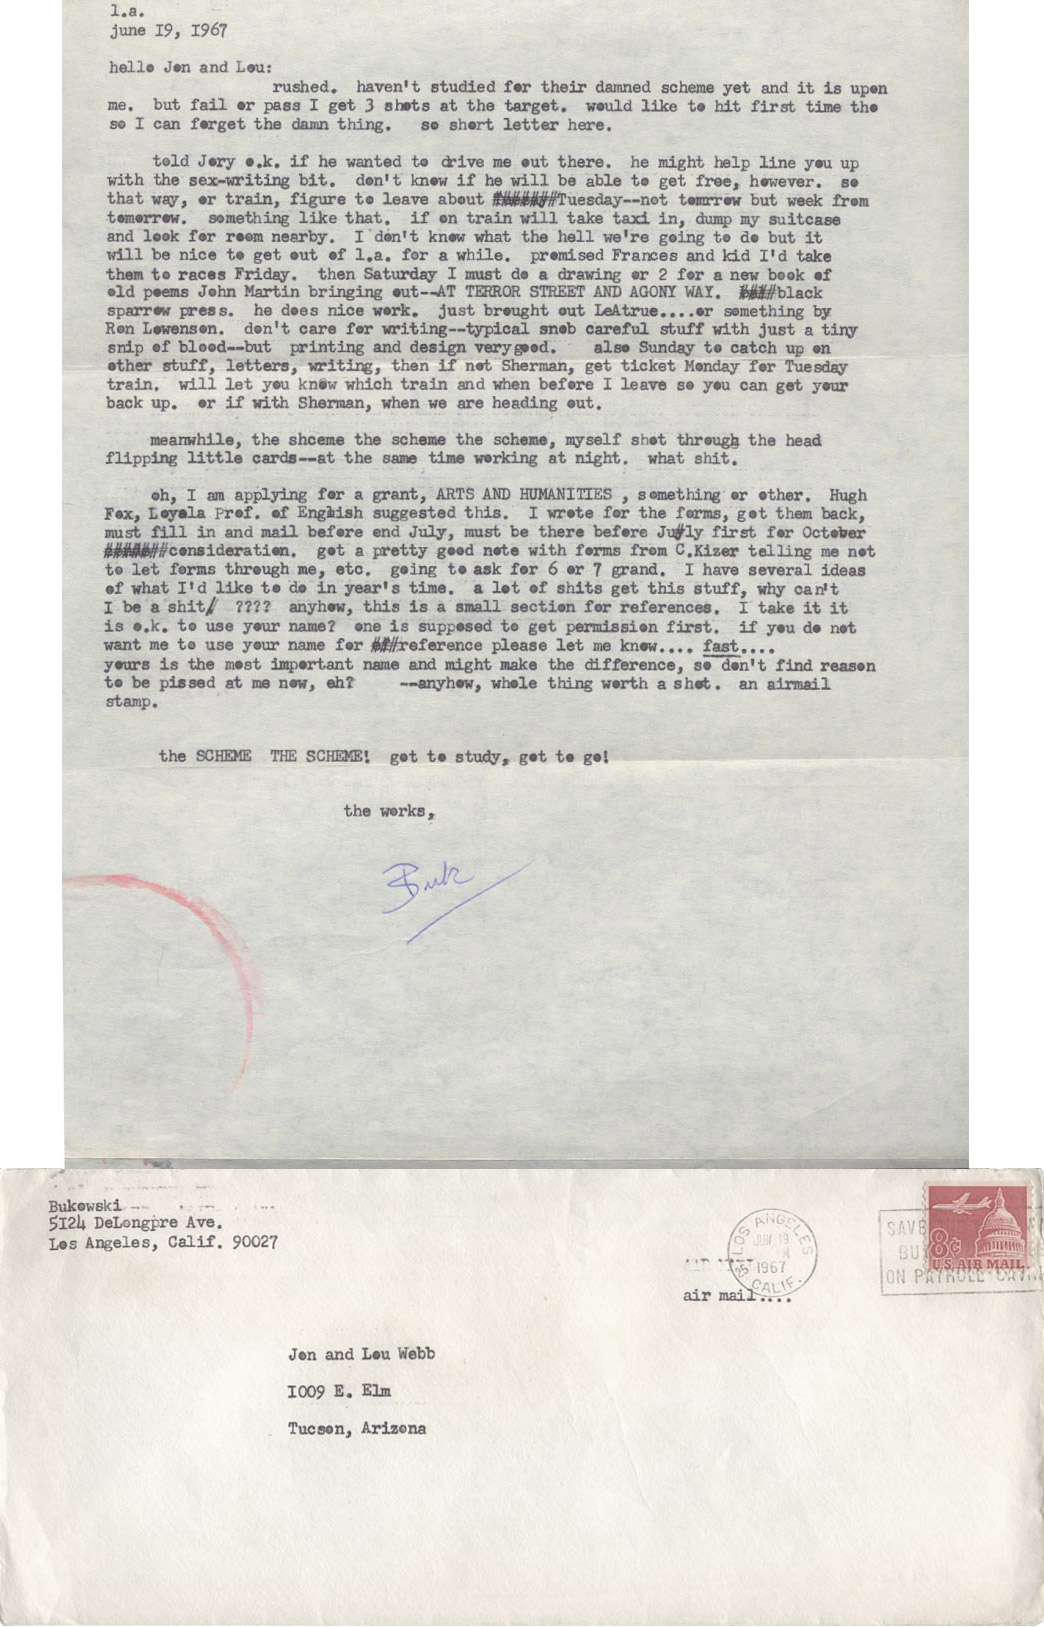 l.a.
june I9, I967
hello Jon and Lou:
rushed. haven't studied for their damned scheme yet and it is upon
me. but fail or pass I get 3 shots at the target. would like to hit first time tho
so I can forget the damn thing. so short letter here.
told Jory o.k. if he wanted to drive me out there. he might help line you up
with the sex-writing bit. don't know if he will be able to get free, however. so
that way, or train, figure to leave about Tuesday--not tomrrow but week from
tomorrow. something like that. if on train will take taxi in, dump my suitcase
and look for room nearby. I don't know what the hell we're going to do but it
will be nice to get out of l.a. for a while. promised Frances and kid I'd take
them to races Friday. then Saturday I must do a drawing or 2 for a new book of
old poems John Martin bringing out--AT TERROR STREET AND AGONY WAY. black
sparrow press. he does nice work. just brought out LeAtrue....or something by
Ron Lowenson. don't care for writing--typical snob careful stuff with just a tiny
snip of blood--but printing and design verygood. also Sunday to catch up on
other stuff, letters, writing, then if not Sherman, get ticket Monday for Tuesday
train. will let you know which train and when before I leave so you can get your
back up. or if with Sherman, when we are heading out.
meanwhile, the shceme the scheme the scheme, myself shot through the head
flipping little cards--at the same time working at night. what shit.
oh, I am applying for a grant, ARTS AND HUMANITIES , something or other. Hugh
Fox, Loyola Prof. of English suggested this. I wrote for the forms, got them back,
must fill in and mail before end July, must be there before July first for October
consideration. got a pretty good note with forms from C.Kizer telling me not
to let forms through me, etc. going to ask for 6 or 7 grand. I have several ideas
of what I'd like to do in year's time. a lot of shits get this stuff, why can't
I be a shit/ ???? anyhow, this is a small section for references. I take it it
is o.k. to use your name? one is supposed to get permission first. if you do not
want me to use your name for reference please let me know.... fast....
yours is the most important name and might make the difference, so don't find reason
to be pissed at me now, eh? --anyhow, whole thing worth a shot. an airmail
stamp.
the SCHEME THE SCHEME! got to study, got to go!
the works,
Buk
Bukowski
5I24 DeLongpre Ave.
Los Angeles, Calif. 90027
LOS ANGELES
JUN 19
1967
CALIF.
air mail....
SAVE
BUY
ON PAYROLL SAVIN
8¢
U.S. AIR MAIL
Jon and Lou Webb
I009 E. Elm
Tucson, Arizona